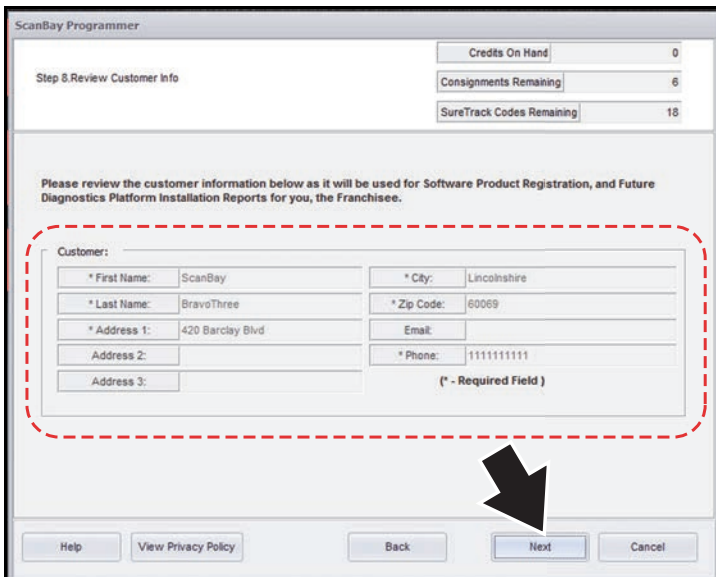 ScanBay Programmer
Step 8.Review Customer Info
Credits On Hand 0
Consignments Remaining 6
SureTrack Codes Remaining 18
Please review the customer information below as it will be used for Software Product Registration, and Future
Diagnostics Platform Installation Reports for you, the Franchisee.
Customer:
* First Name: ScanBay * City: Lincolnshire
* Last Name: BravoThree * Zip Code: 60069
* Address 1: 420 Barclay Blvd Email:
Address 2: * Phone: 1111111111
Address 3: (* - Required Field )
Help View Privacy Policy Back Next Cancel